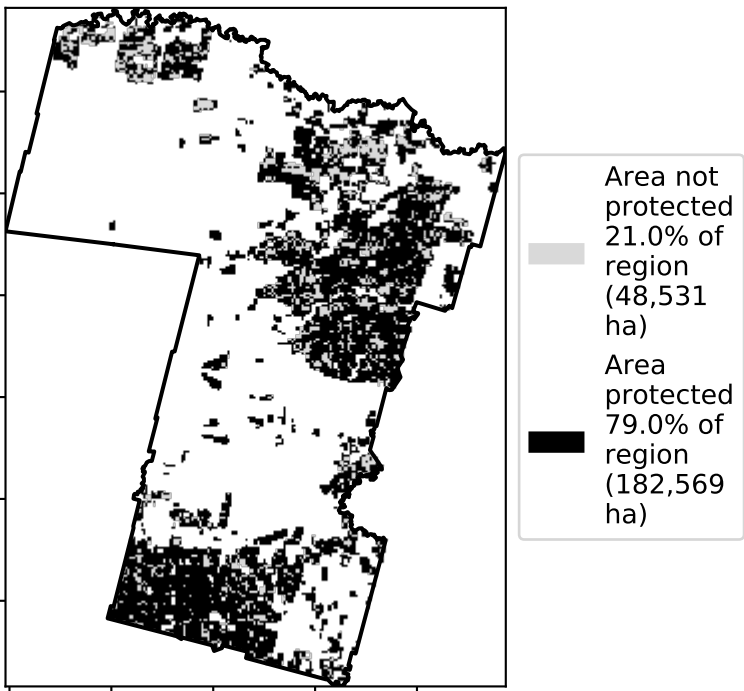 Area not
protected
21.0% of
region
(48,531
ha)
Area
protected
79.0% of
region
(182,569
ha)